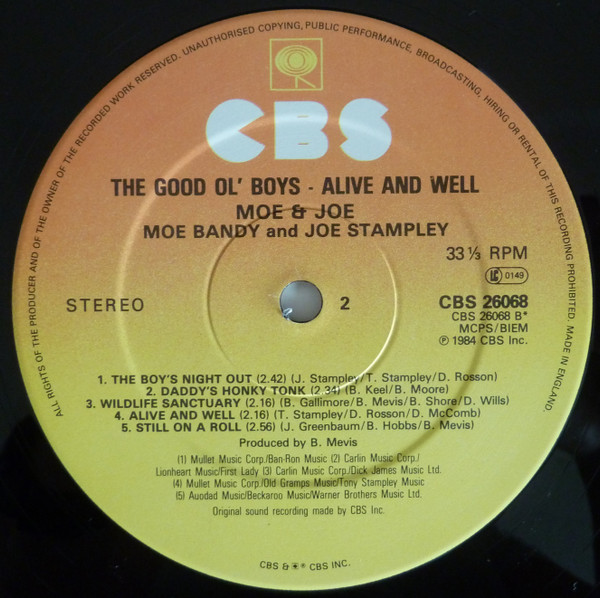 ALL RIGHTS OF THE PRODUCER AND OF THE OWNER OF THE RECORDED WORK RESERVED. UNAUTHORISED COPYING, PUBLIC PERFORMANCE, BROADCASTING, HIRING OR RENTAL OF THIS RECORDING PROHIBITED. MADE IN ENGLAND.
CBS
THE GOOD OL' BOYS - ALIVE AND WELL
MOE & JOE
MOE BANDY and JOE STAMPLEY
33⅓ RPM
LC 0149
STEREO
2
CBS 26068
CBS 26068 B*
MCPS/BIEM
℗ 1984 CBS Inc.
1. THE BOY'S NIGHT OUT (2.42) (J. Stampley/T. Stampley/D. Rosson)
2. DADDY'S HONKY TONK (2.34) (B. Keel/B. Moore)
3. WILDLIFE SANCTUARY (2.16) (B. Gallimore/B. Mevis/B. Shore/D. Wills)
4. ALIVE AND WELL (2.16) (T. Stampley/D. Rosson/D. McComb)
5. STILL ON A ROLL (2.56) (J. Greenbaum/B. Hobbs/B. Mevis)
Produced by B. Mevis
(1) Mullet Music Corp./Ban-Ron Music (2) Carlin Music Corp./
Lionheart Music/First Lady (3) Carlin Music Corp./Dick James Music Ltd.
(4) Mullet Music Corp./Old Gramps Music/Tony Stampley Music
(5) Auodad Music/Beckaroo Music/Warner Brothers Music Ltd.
Original sound recording made by CBS Inc.
CBS & ® CBS INC.